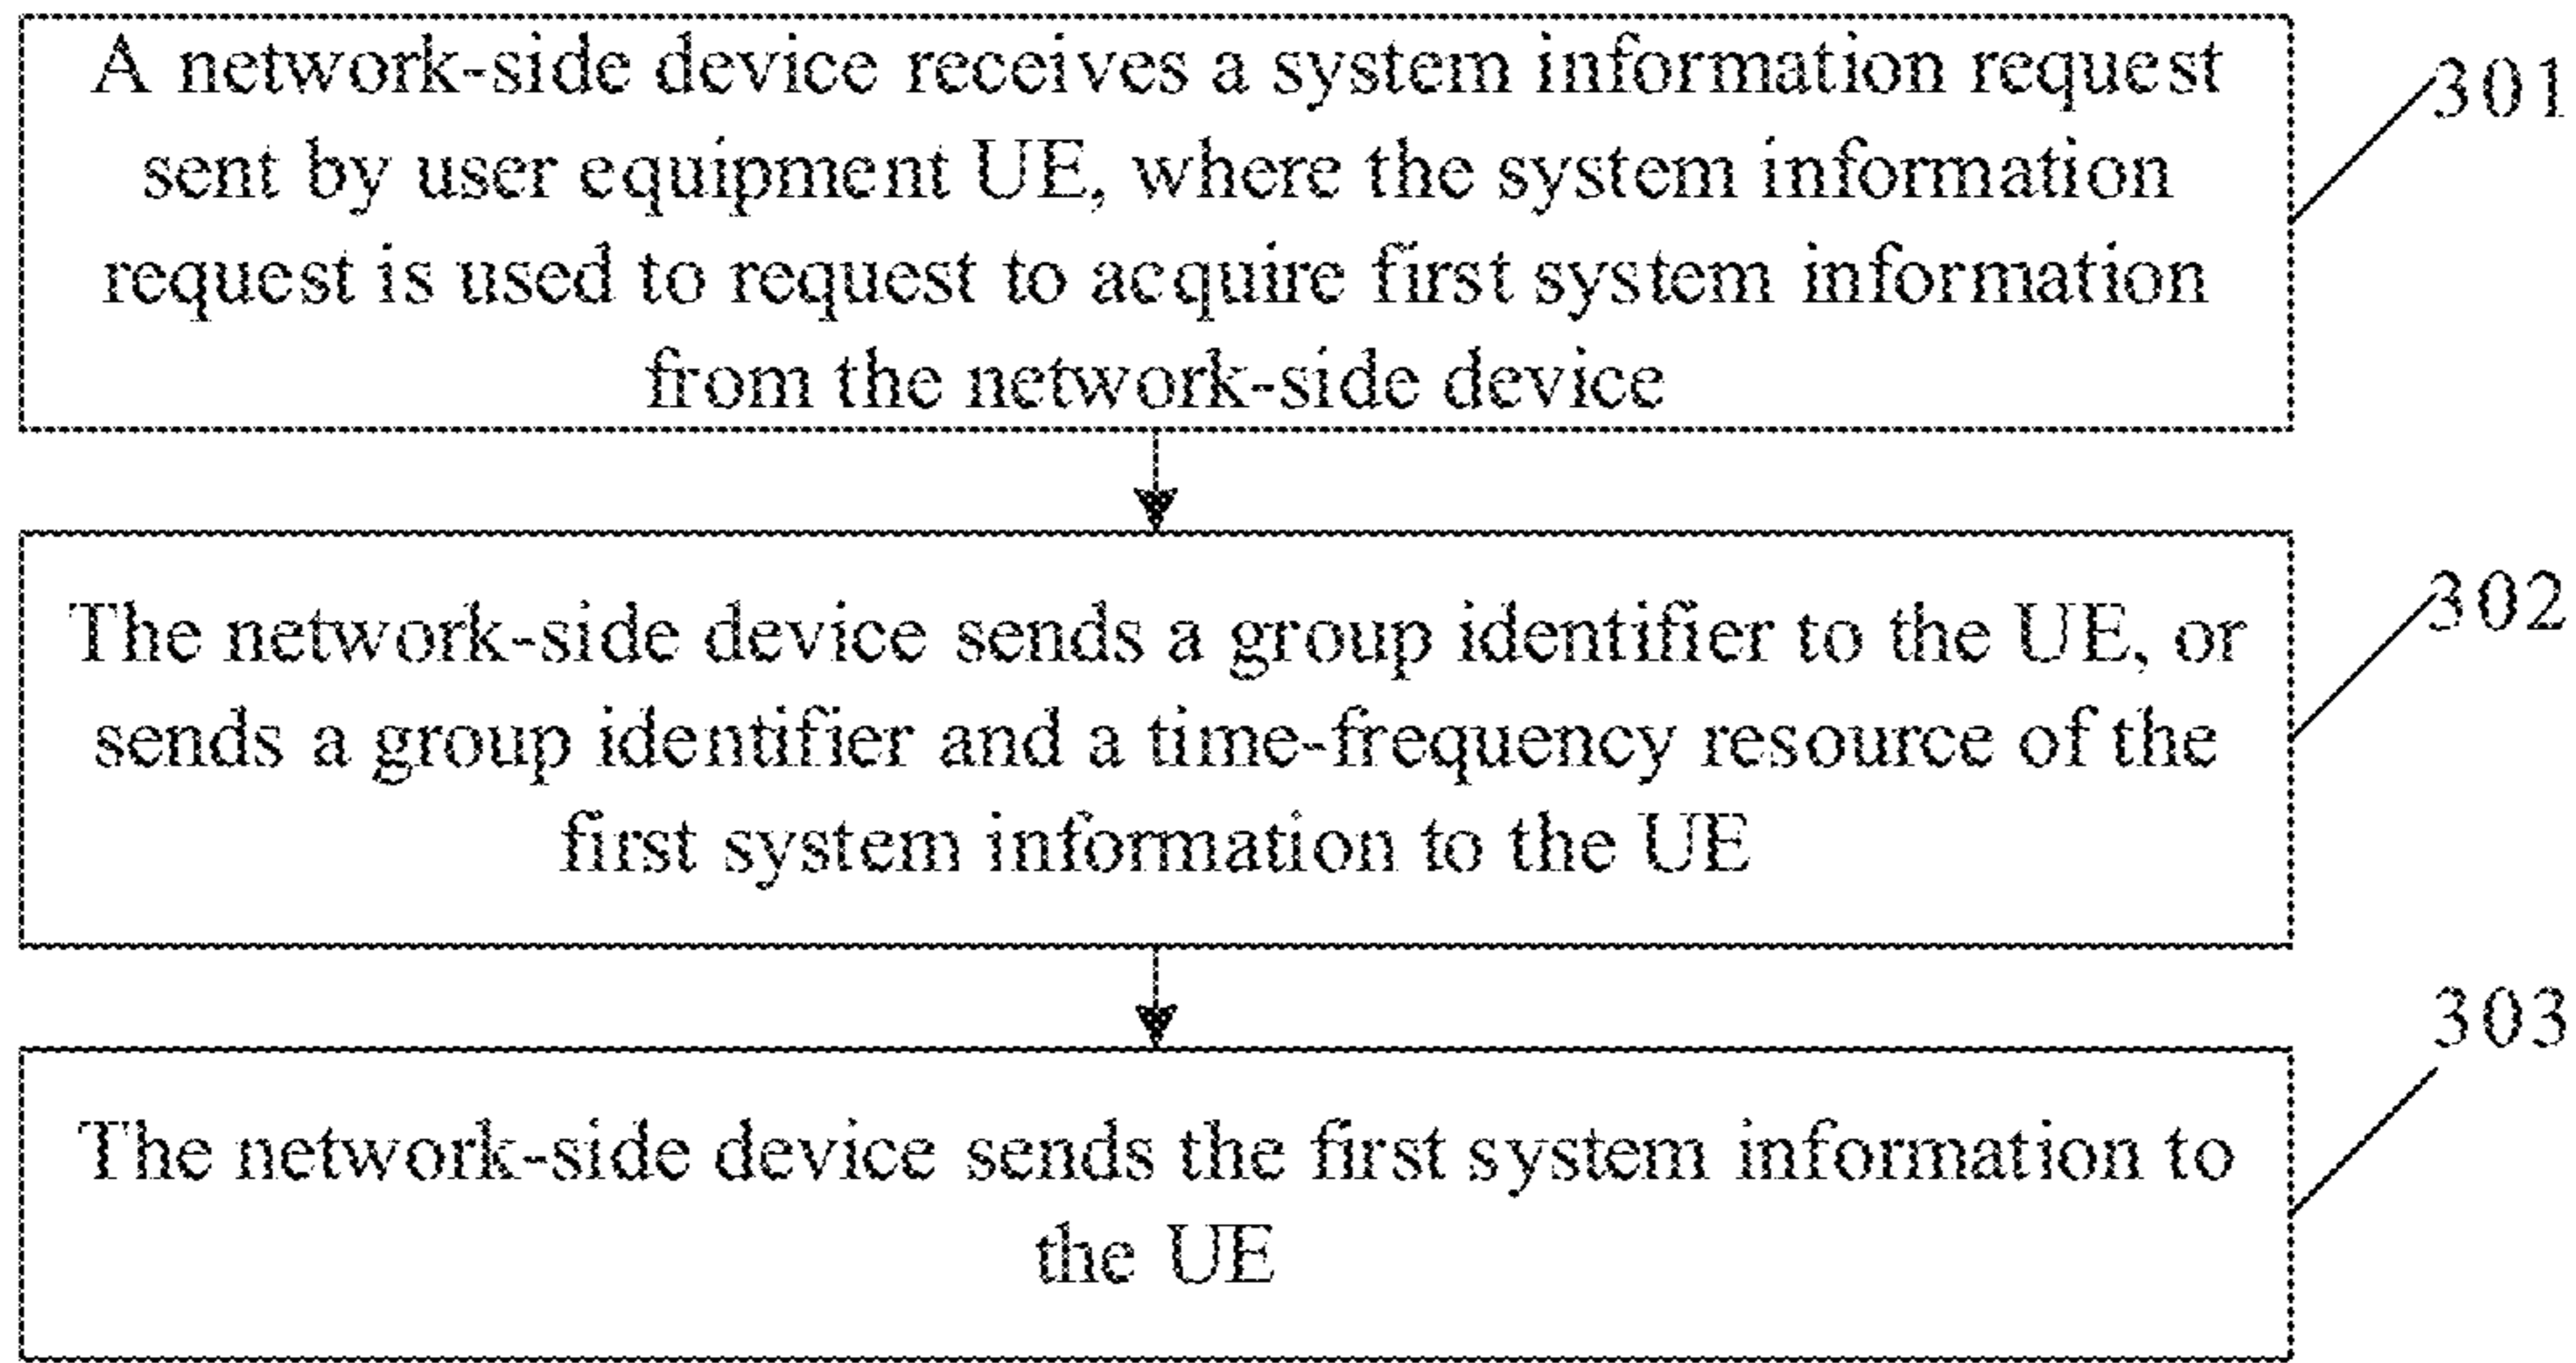 A network-side device receives a system information request
sent by user equipment UE, where the system information
request is used to request to acquire first system information
from the network-side device
301
The network-side device sends a group identifier to the UE, or
sends a group identifier and a time-frequency resource of the
first system information to the UE
302
The network-side device sends the first system information to
the UE
303